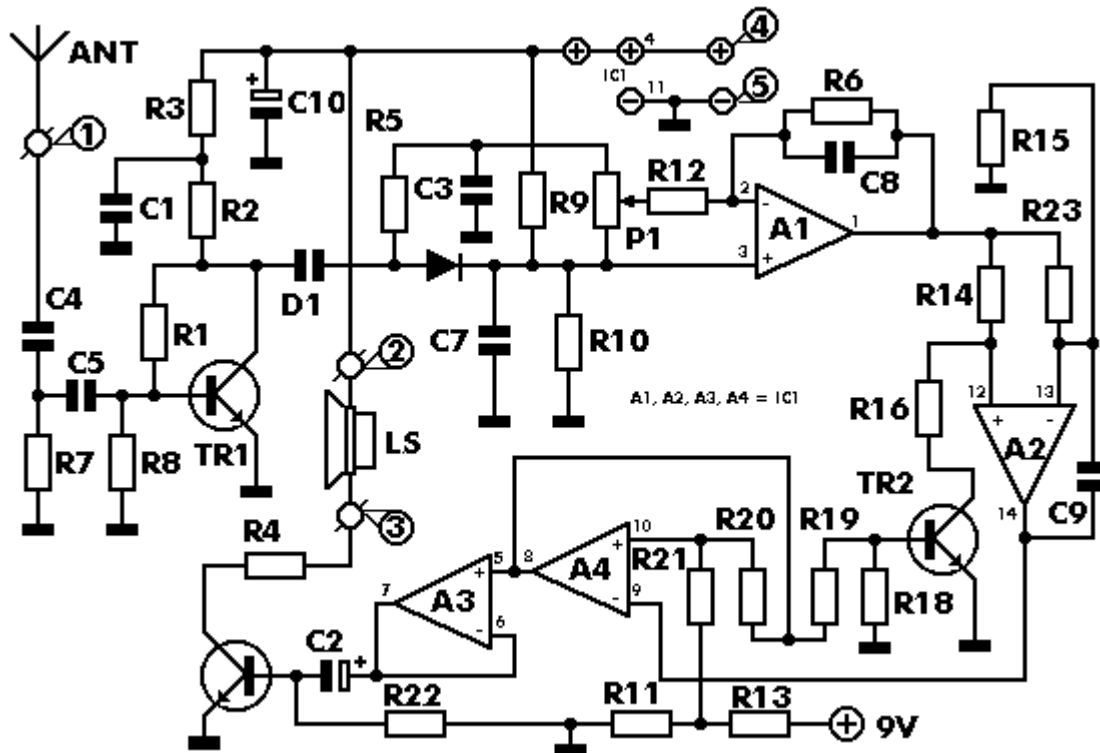 ANT
1
R3
C10
R5
+
4
+
+
4
IC1
11
5
R6
C8
R15
C1
R2
C3
R9
P1
R12
2
-
A1
1
3
+
R23
C4
R1
D1
C7
R10
R14
C5
2
A1, A2, A3, A4 = IC1
R16
12
+
13
-
A2
R7
R8
TR1
LS
TR2
14
C9
3
R4
R20
R19
10
+
R21
8
A4
9
-
5
+
7
A3
6
-
R18
C2
+
R22
R11
R13
+
9V